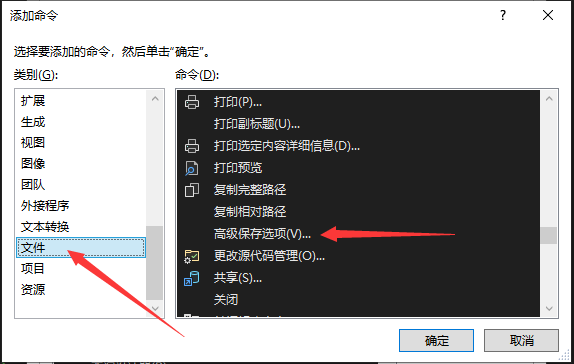 添加命令
选择要添加的命令，然后单击“确定”。
类别(G):
命令(D):
扩展
生成
视图
图像
团队
外接程序
文本转换
文件
项目
资源
打印(P)...
打印副标题(U)...
打印选定内容详细信息(D)...
打印预览
复制完整路径
复制相对路径
高级保存选项(V)...
更改源代码管理(O)...
共享(S)...
关闭
确定
取消